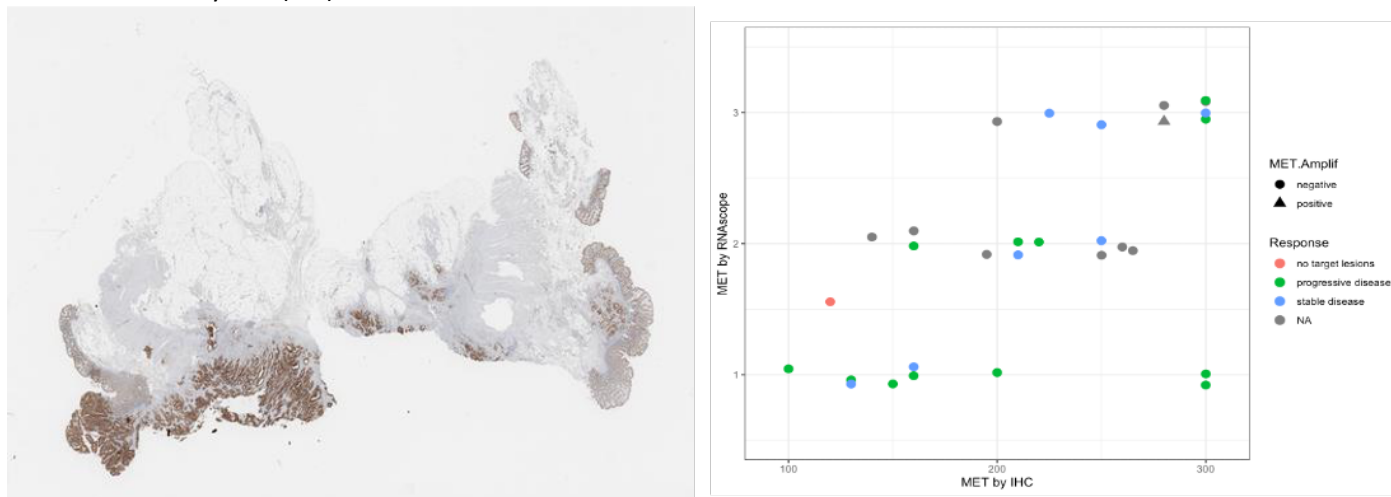 MET by RNAscope
3
2
1
100
200
300
MET by IHC
MET.Amplif
negative
positive
Response
no target lesions
progressive disease
stable disease
NA